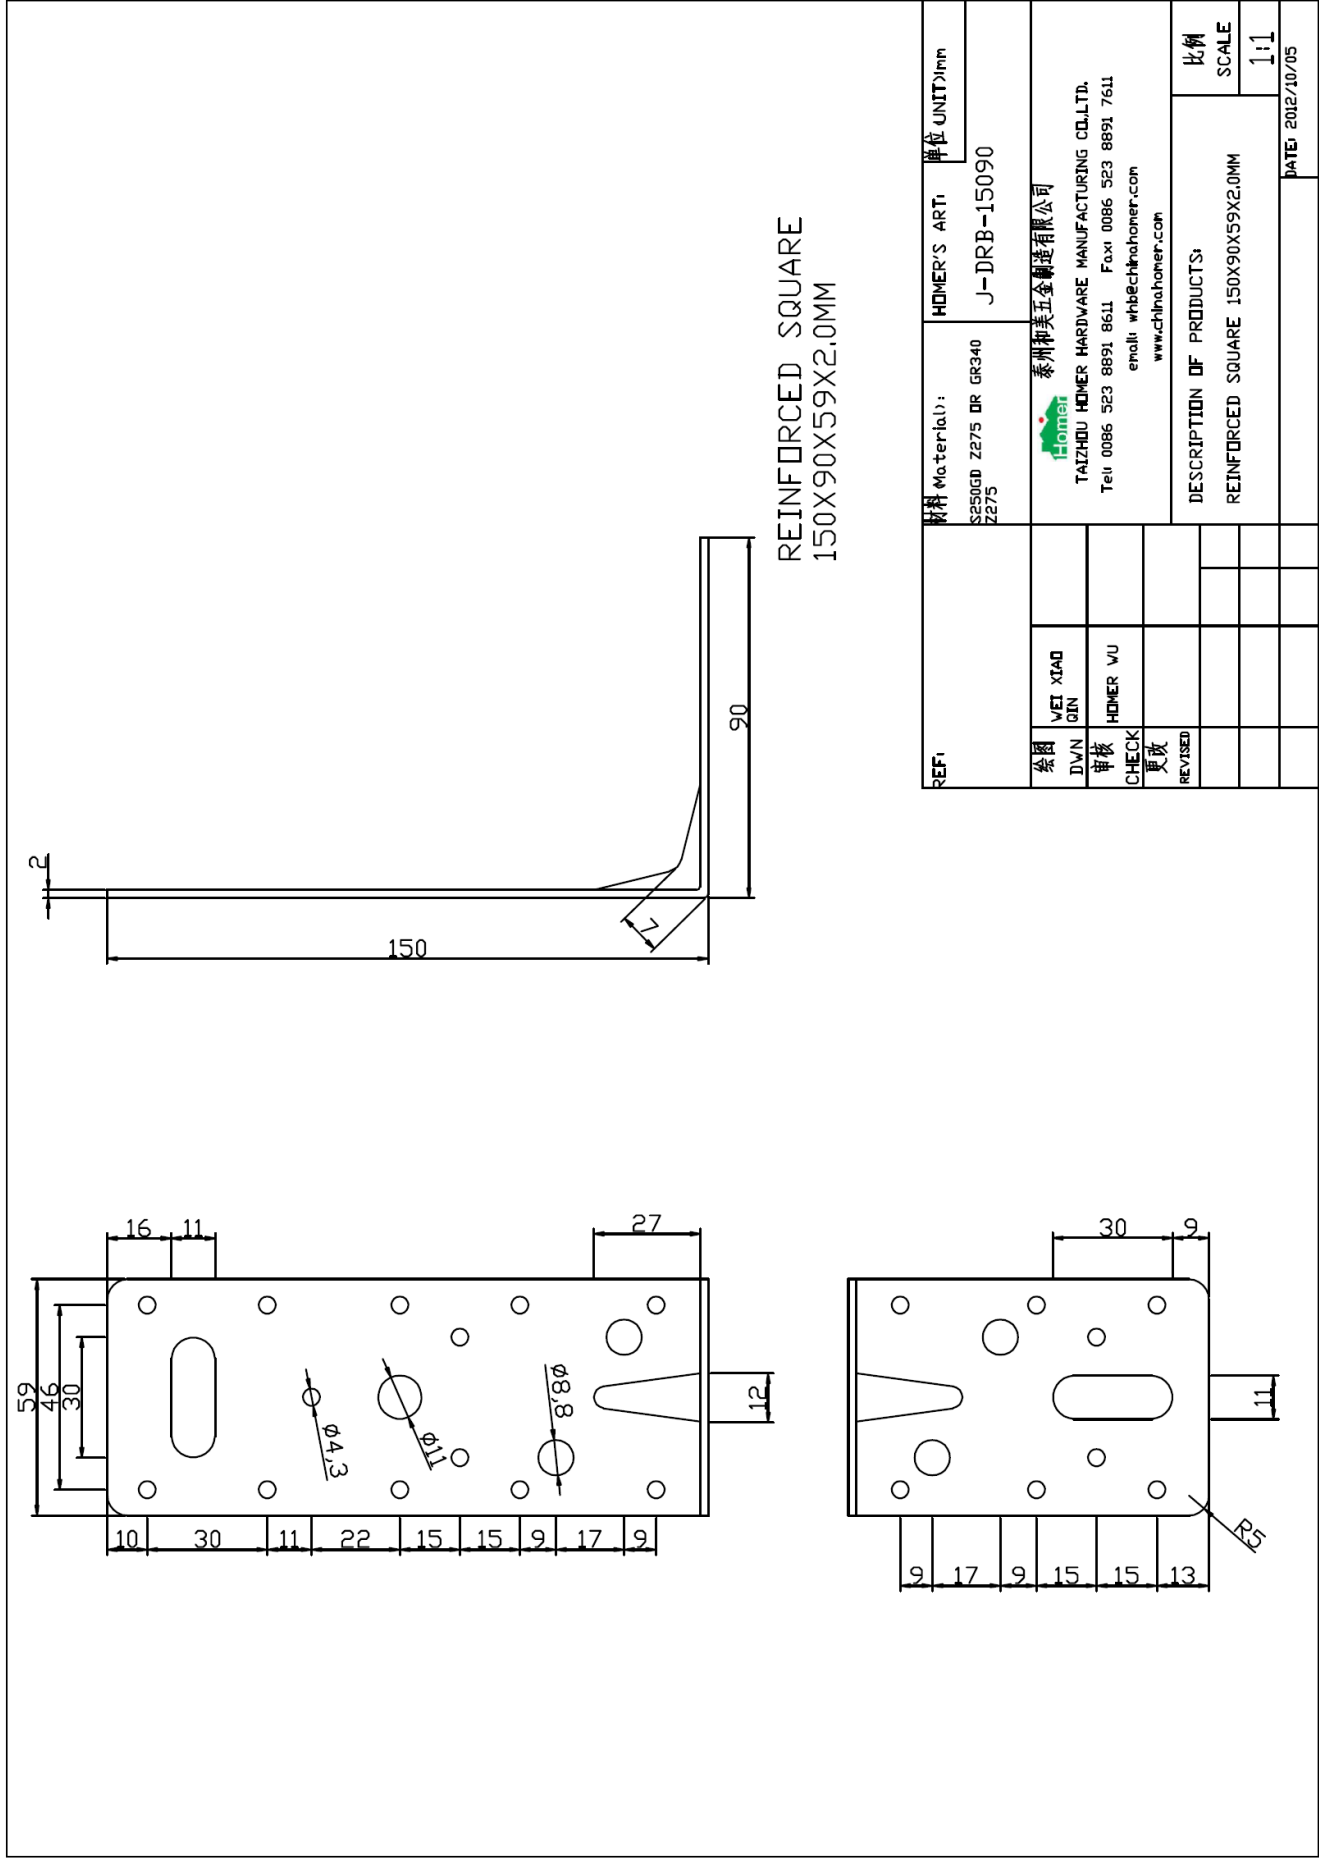 2
150
7
90
REINFORCED SQUARE
150X90X59X2.0MM
16
11
27
59
46
30
ø4,3
ø11
ø8,8
12
10
30
11
22
15
15
9
17
9
30
9
11
R5
9
17
9
15
15
13
REF:
材料(Material):
S250GD Z275 OR GR340
Z275
HOMER'S ART:
J-DRB-15090
单位(UNIT):mm
绘图
DWN
WEI XIAO
QIN
审核
CHECK
HOMER WU
更改
REVISED
Homer
泰州和美五金制造有限公司
TAIZHOU HOMER HARDWARE MANUFACTURING CO.,LTD.
Tel: 0086 523 8891 8611 Fax: 0086 523 8891 7611
email: whb@chinahomer.com
www.chinahomer.com
DESCRIPTION OF PRODUCTS:
REINFORCED SQUARE 150X90X59X2.0MM
比例
SCALE
1:1
DATE: 2012/10/05